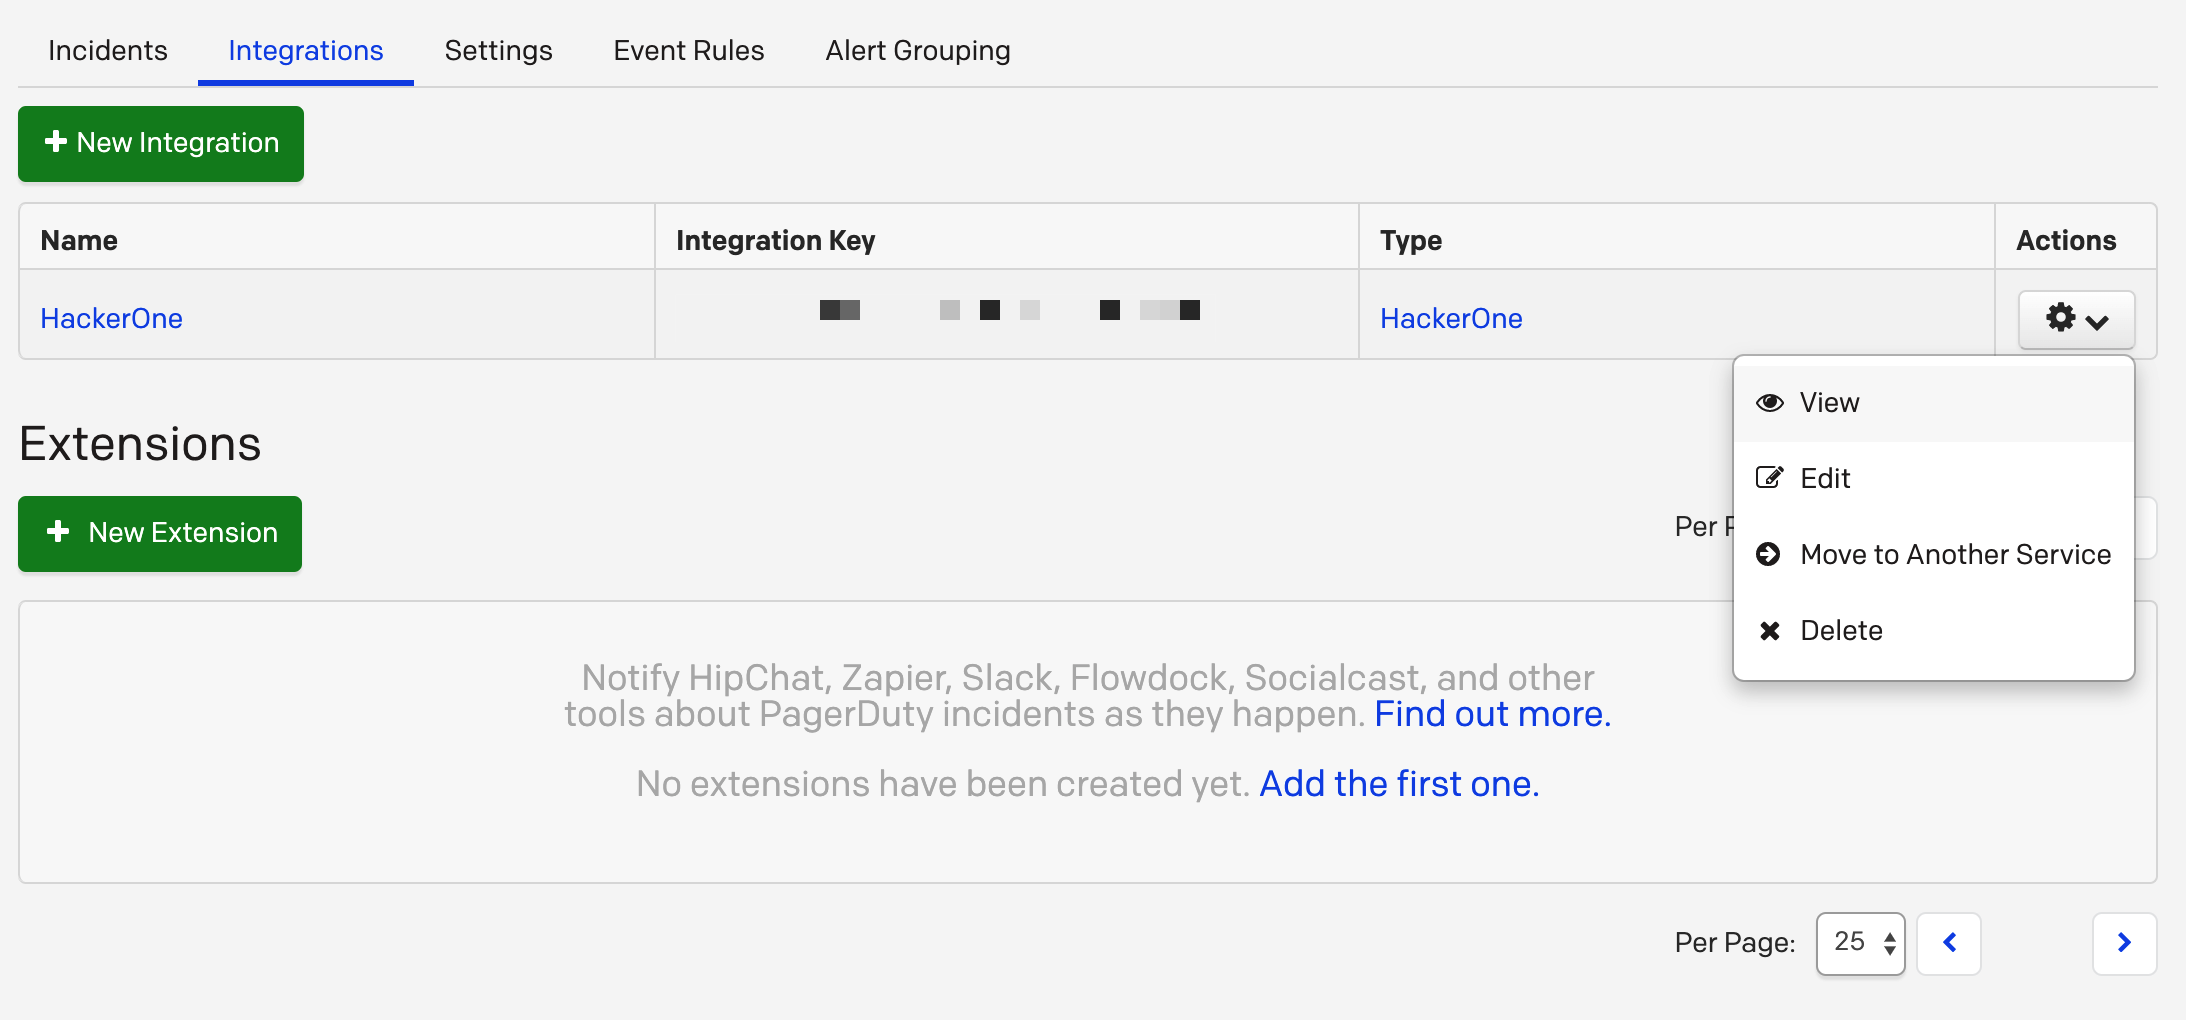 Incidents Integrations Settings Event Rules Alert Grouping
New Integration
Name Integration Key Type Actions
HackerOne HackerOne
View
Edit
Move to Another Service
Delete
Extensions
New Extension
Per
Notify HipChat, Zapier, Slack, Flowdock, Socialcast, and other
tools about PagerDuty incidents as they happen. Find out more.
No extensions have been created yet. Add the first one.
Per Page: 25